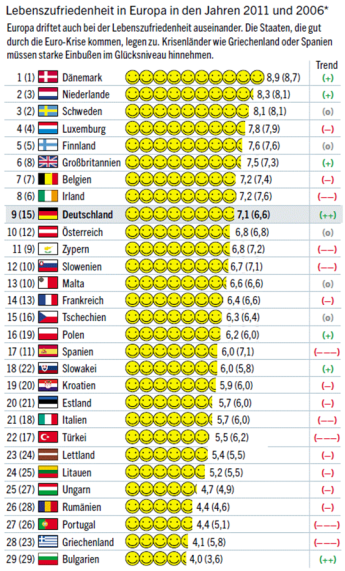 Lebenszufriedenheit in Europa in den Jahren 2011 und 2006*
Europa driftet auch bei der Lebenszufriedenheit auseinander. Die Staaten, die gut
durch die Euro-Krise kommen, legen zu. Krisenländer wie Griechenland oder Spanien
müssen starke Einbußen im Glücksniveau hinnehmen.
Trend
1 (1) Dänemark 8,9 (8,7) (+)
2 (3) Niederlande 8,3 (8,1) (+)
3 (2) Schweden 8,1 (8,1) (o)
4 (4) Luxemburg 7,8 (7,9) (–)
5 (5) Finnland 7,6 (7,6) (o)
6 (8) Großbritannien 7,5 (7,3) (+)
7 (7) Belgien 7,2 (7,4) (–)
8 (6) Irland 7,2 (7,6) (––)
9 (15) Deutschland 7,1 (6,6) (++)
10 (12) Österreich 6,8 (6,8) (o)
11 (9) Zypern 6,8 (7,2) (––)
12 (10) Slowenien 6,7 (7,1) (––)
13 (10) Malta 6,6 (6,6) (o)
14 (13) Frankreich 6,4 (6,6) (–)
15 (16) Tschechien 6,3 (6,4) (o)
16 (19) Polen 6,2 (6,0) (+)
17 (11) Spanien 6,0 (7,1) (–––)
18 (22) Slowakei 6,0 (5,8) (+)
19 (20) Kroatien 5,9 (6,0) (–)
20 (21) Estland 5,7 (6,0) (–)
21 (18) Italien 5,7 (6,0) (––)
22 (17) Türkei 5,5 (6,2) (–––)
23 (24) Lettland 5,4 (5,5) (–)
24 (25) Litauen 5,2 (5,5) (–)
25 (27) Ungarn 4,7 (4,9) (–)
26 (28) Rumänien 4,4 (4,6) (–)
27 (26) Portugal 4,4 (5,1) (–––)
28 (23) Griechenland 4,1 (5,8) (–––)
29 (29) Bulgarien 4,0 (3,6) (++)